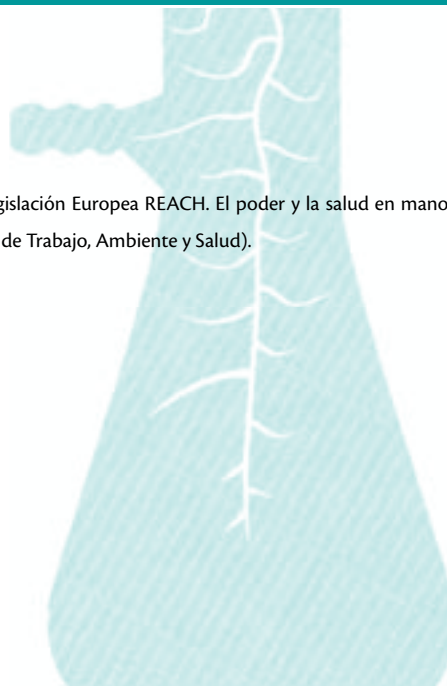 gislación Europea REACH. El poder y la salud en mano
de Trabajo, Ambiente y Salud).